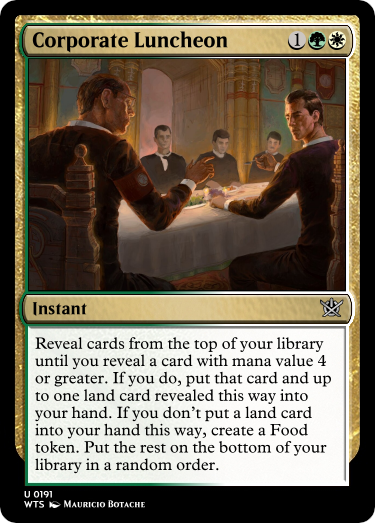 Corporate Luncheon 1
Instant
Reveal cards from the top of your library
until you reveal a card with mana value 4
or greater. If you do, put that card and up
to one land card revealed this way into
your hand. If you don't put a land card
into your hand this way, create a Food
token. Put the rest on the bottom of your
library in a random order.
U 0191
WTS Mauricio Botache